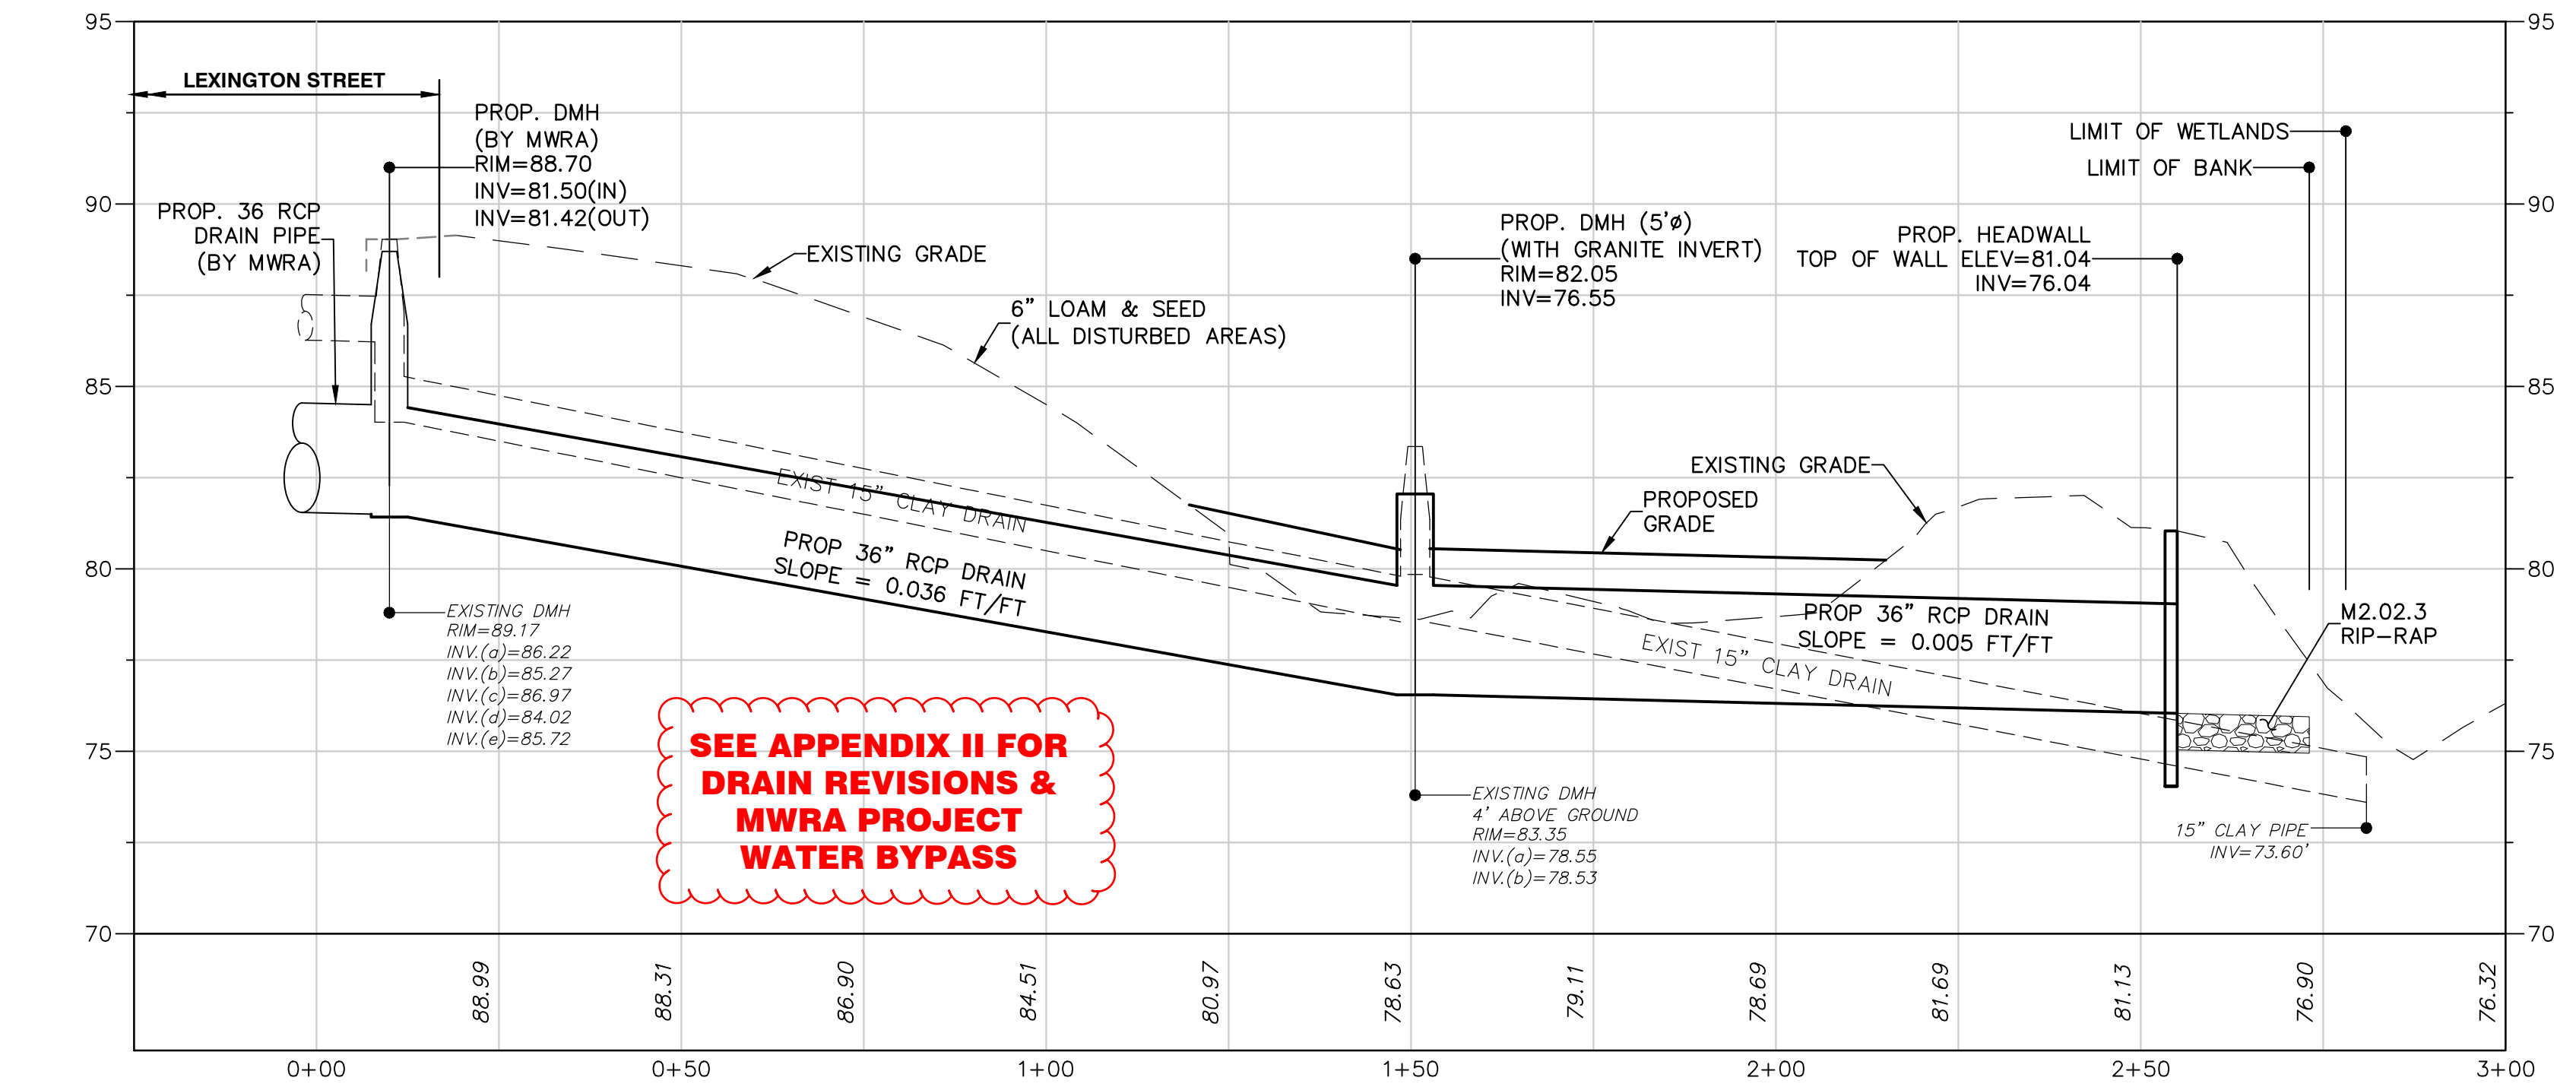 95
95
LEXINGTON STREET
PROP. DMH
(BY MWRA)
RIM=88.70
INV=81.50(IN)
INV=81.42(OUT)
LIMIT OF WETLANDS
LIMIT OF BANK
90
90
PROP. 36 RCP
DRAIN PIPE
(BY MWRA)
EXISTING GRADE
PROP. DMH (5'ø)
(WITH GRANITE INVERT)
RIM=82.05
INV=76.55
PROP. HEADWALL
TOP OF WALL ELEV=81.04
INV=76.04
6" LOAM & SEED
(ALL DISTURBED AREAS)
85
85
EXISTING GRADE
PROPOSED
GRADE
EXIST 15" CLAY DRAIN
PROP 36" RCP DRAIN
SLOPE = 0.036 FT/FT
80
80
PROP 36" RCP DRAIN
SLOPE = 0.005 FT/FT
EXIST 15" CLAY DRAIN
M2.02.3
RIP-RAP
EXISTING DMH
RIM=89.17
INV.(a)=86.22
INV.(b)=85.27
INV.(c)=86.97
INV.(d)=84.02
INV.(e)=85.72
75
75
SEE APPENDIX II FOR
DRAIN REVISIONS &
MWRA PROJECT
WATER BYPASS
EXISTING DMH
4' ABOVE GROUND
RIM=83.35
INV.(a)=78.55
INV.(b)=78.53
15" CLAY PIPE
INV=73.60'
70
70
88.99
88.31
86.90
84.51
80.97
78.63
79.11
78.69
81.69
81.13
76.90
76.32
0+00
0+50
1+00
1+50
2+00
2+50
3+00